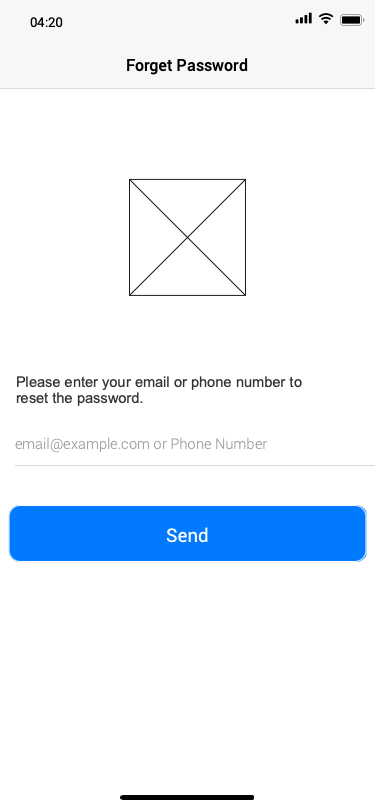 04:20
Forget Password
Please enter your email or phone number to
reset the password.
email@example.com or Phone Number
Send